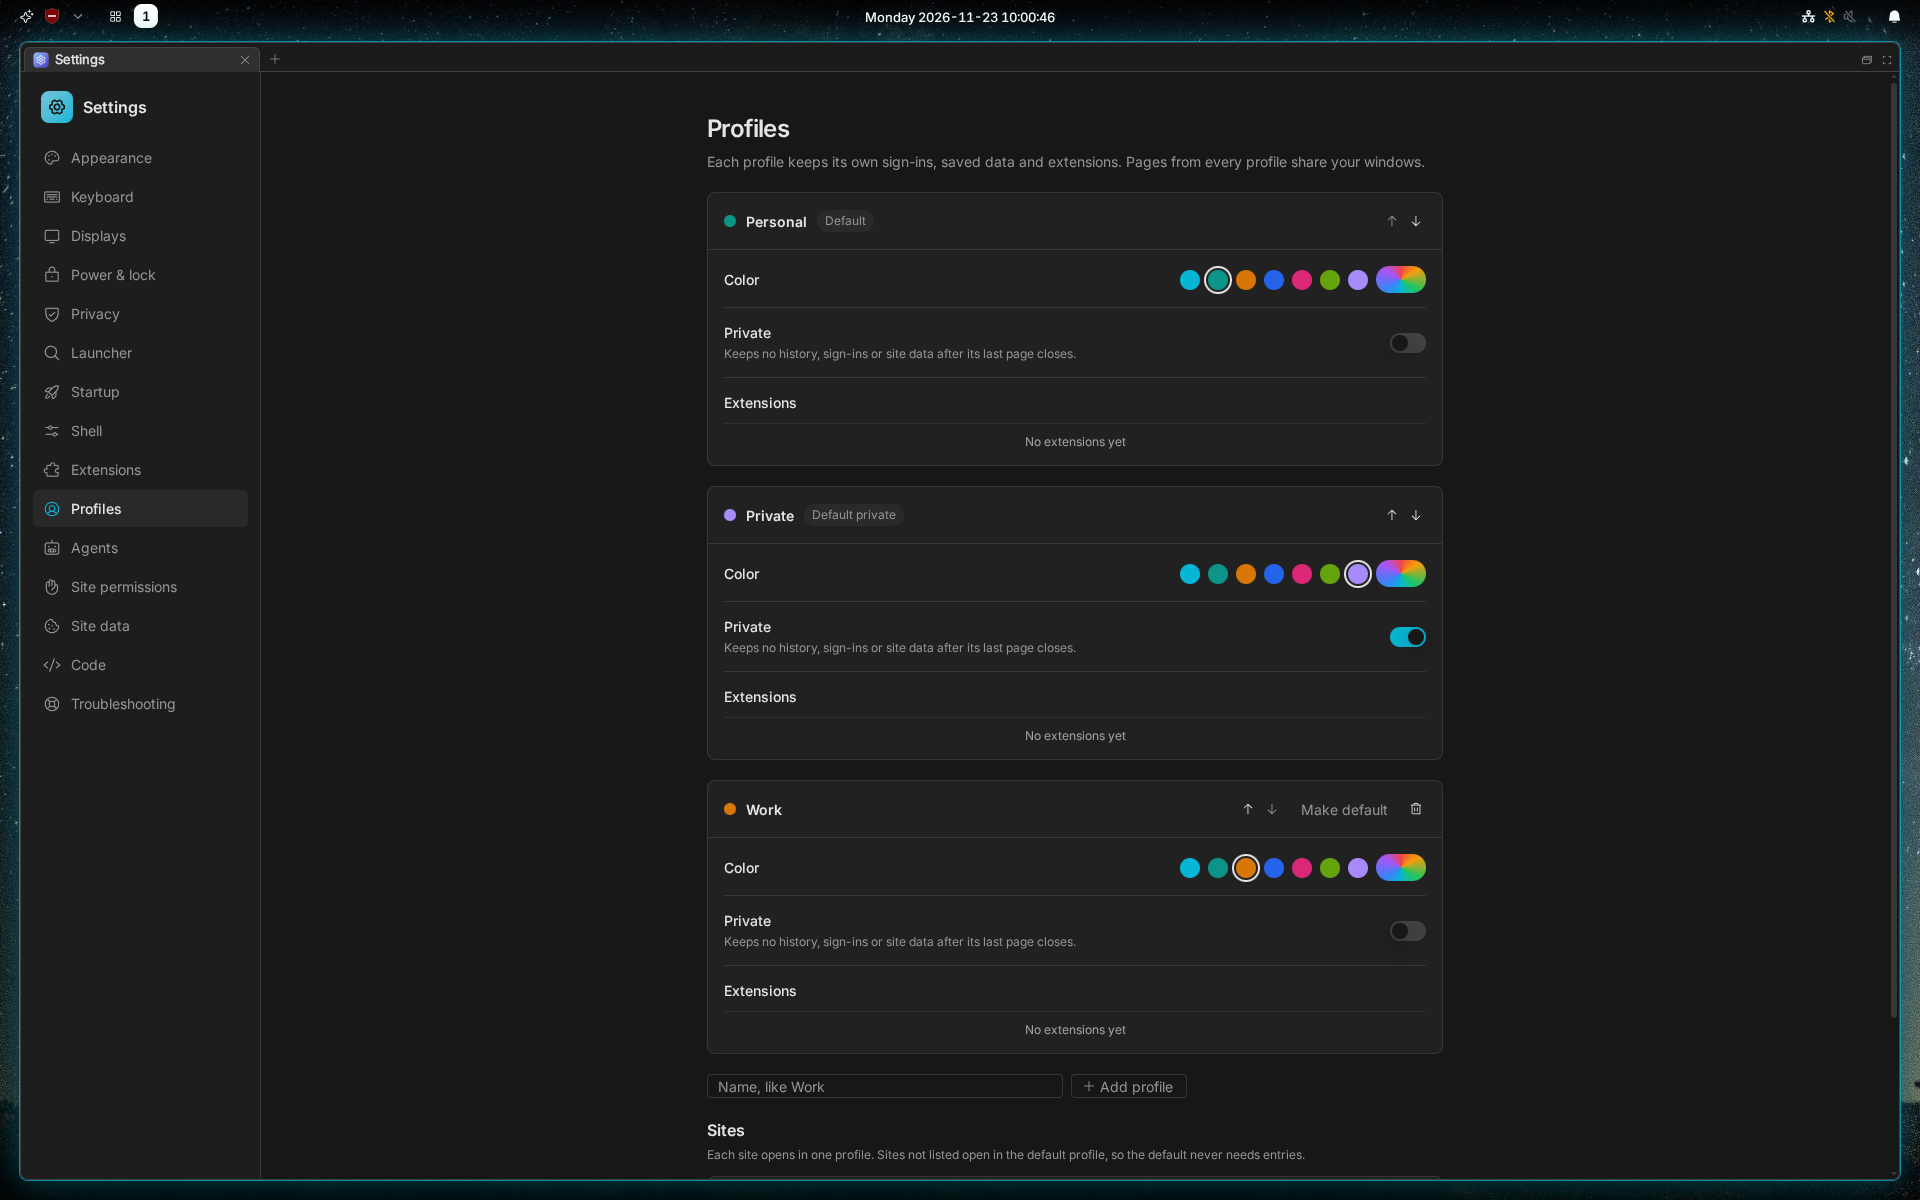 1
Monday 2026-11-23 10:00:46
Settings
Settings
Appearance
Keyboard
Displays
Power & lock
Privacy
Launcher
Startup
Shell
Extensions
Profiles
Agents
Site permissions
Site data
Code
Troubleshooting
Profiles
Each profile keeps its own sign-ins, saved data and extensions. Pages from every profile share your windows.
Personal Default
Color
Private
Keeps no history, sign-ins or site data after its last page closes.
Extensions
No extensions yet
Private Default private
Color
Private
Keeps no history, sign-ins or site data after its last page closes.
Extensions
No extensions yet
Work Make default
Color
Private
Keeps no history, sign-ins or site data after its last page closes.
Extensions
No extensions yet
Name, like Work Add profile
Sites
Each site opens in one profile. Sites not listed open in the default profile, so the default never needs entries.